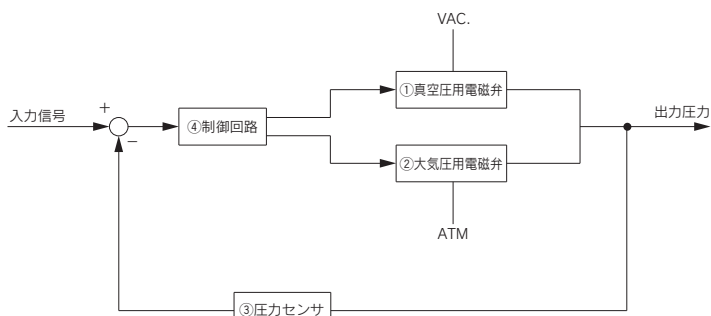 VAC.
①真空圧用電磁弁
入力信号
+
−
④制御回路
出力圧力
②大気圧用電磁弁
ATM
③圧力センサ